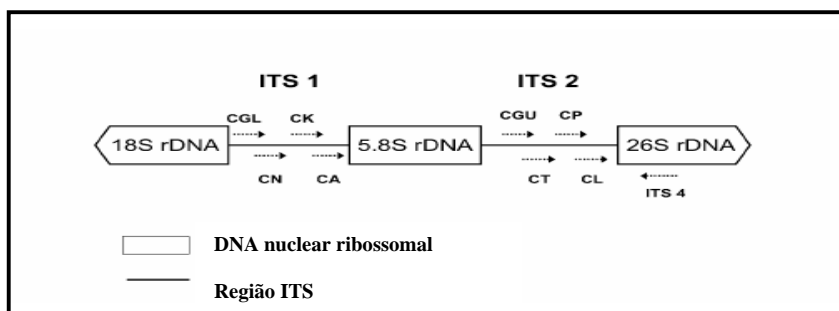 ITS 1 ITS 2
CGL CK CGU CP
18S rDNA 5.8S rDNA 26S rDNA
CN CA CT CL ITS 4
DNA nuclear ribossomal
Região ITS